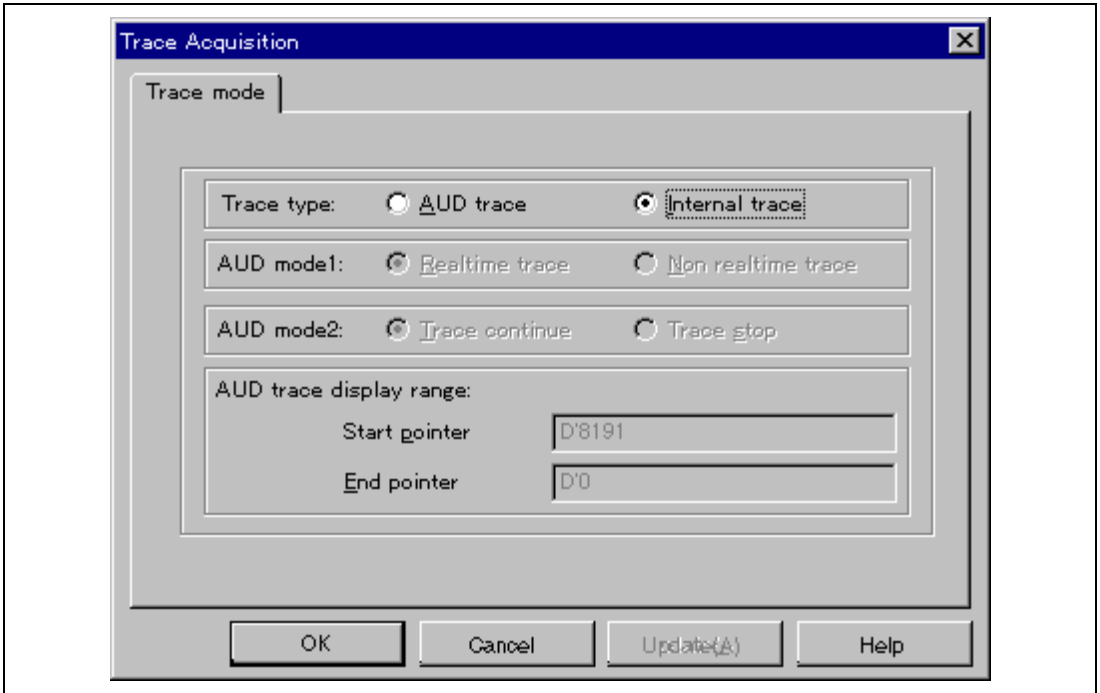 Trace Acquisition
Trace mode
Trace type: AUD trace Internal trace
AUD mode1: Realtime trace Non realtime trace
AUD mode2: Trace continue Trace stop
AUD trace display range:
Start pointer D'8191
End pointer D'0
OK Cancel Update(A) Help